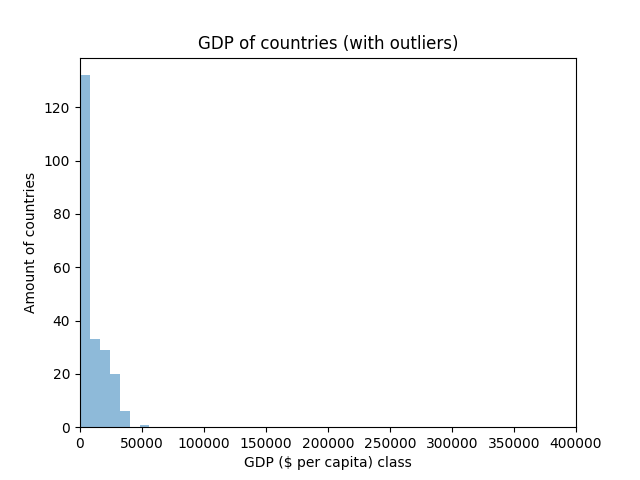 GDP of countries (with outliers)
120
100
80
60
40
20
0
Amount of countries
0 50000 100000 150000 200000 250000 300000 350000 400000
GDP ($ per capita) class